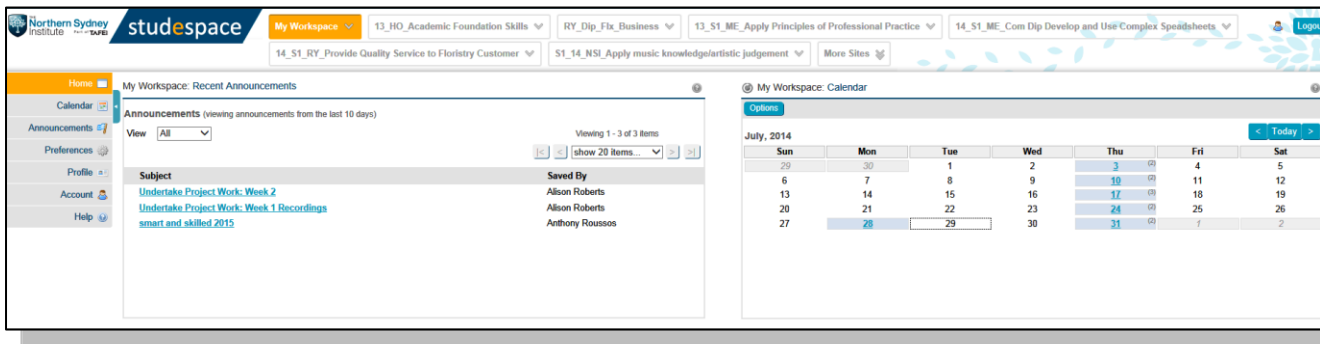 Northern Sydney
Institute Part of TAFE
studespace
My Workspace
13_HO_Academic Foundation Skills
RY_Dip_Flx_Business
13_S1_ME_Apply Principles of Professional Practice
14_S1_ME_Com Dip Develop and Use Complex Speadsheets
Logou
14_S1_RY_Provide Quality Service to Floristry Customer
S1_14_NSI_Apply music knowledge/artistic judgement
More Sites
Home
Calendar
Announcements
Preferences
Profile
Account
Help
My Workspace: Recent Announcements
Announcements (viewing announcements from the last 10 days)
View All
Viewing 1 - 3 of 3 items
|< < show 20 items... > >|
Subject Saved By
Undertake Project Work: Week 2 Alison Roberts
Undertake Project Work: Week 1 Recordings Alison Roberts
smart and skilled 2015 Anthony Roussos
My Workspace: Calendar
Options
July, 2014
< Today >
Sun Mon Tue Wed Thu Fri Sat
29 30 1 2 3 (2) 4 5
6 7 8 9 10 (2) 11 12
13 14 15 16 17 (3) 18 19
20 21 22 23 24 (2) 25 26
27 28 29 30 31 (2) 1 2